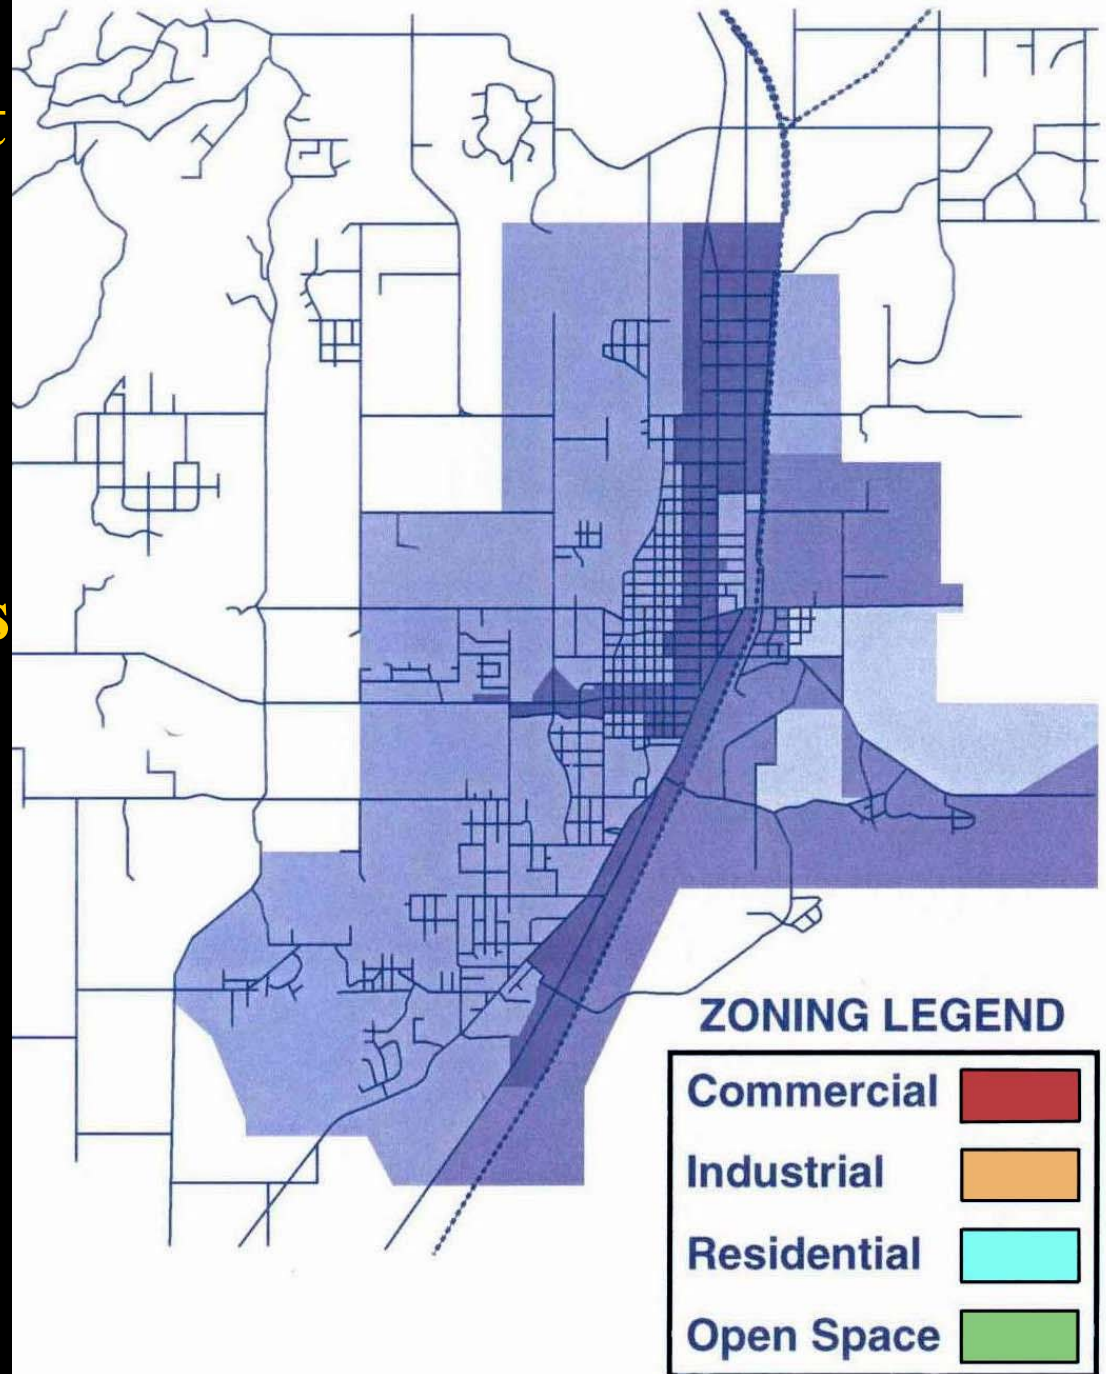 ZONING LEGEND
Commercial
Industrial
Residential
Open Space